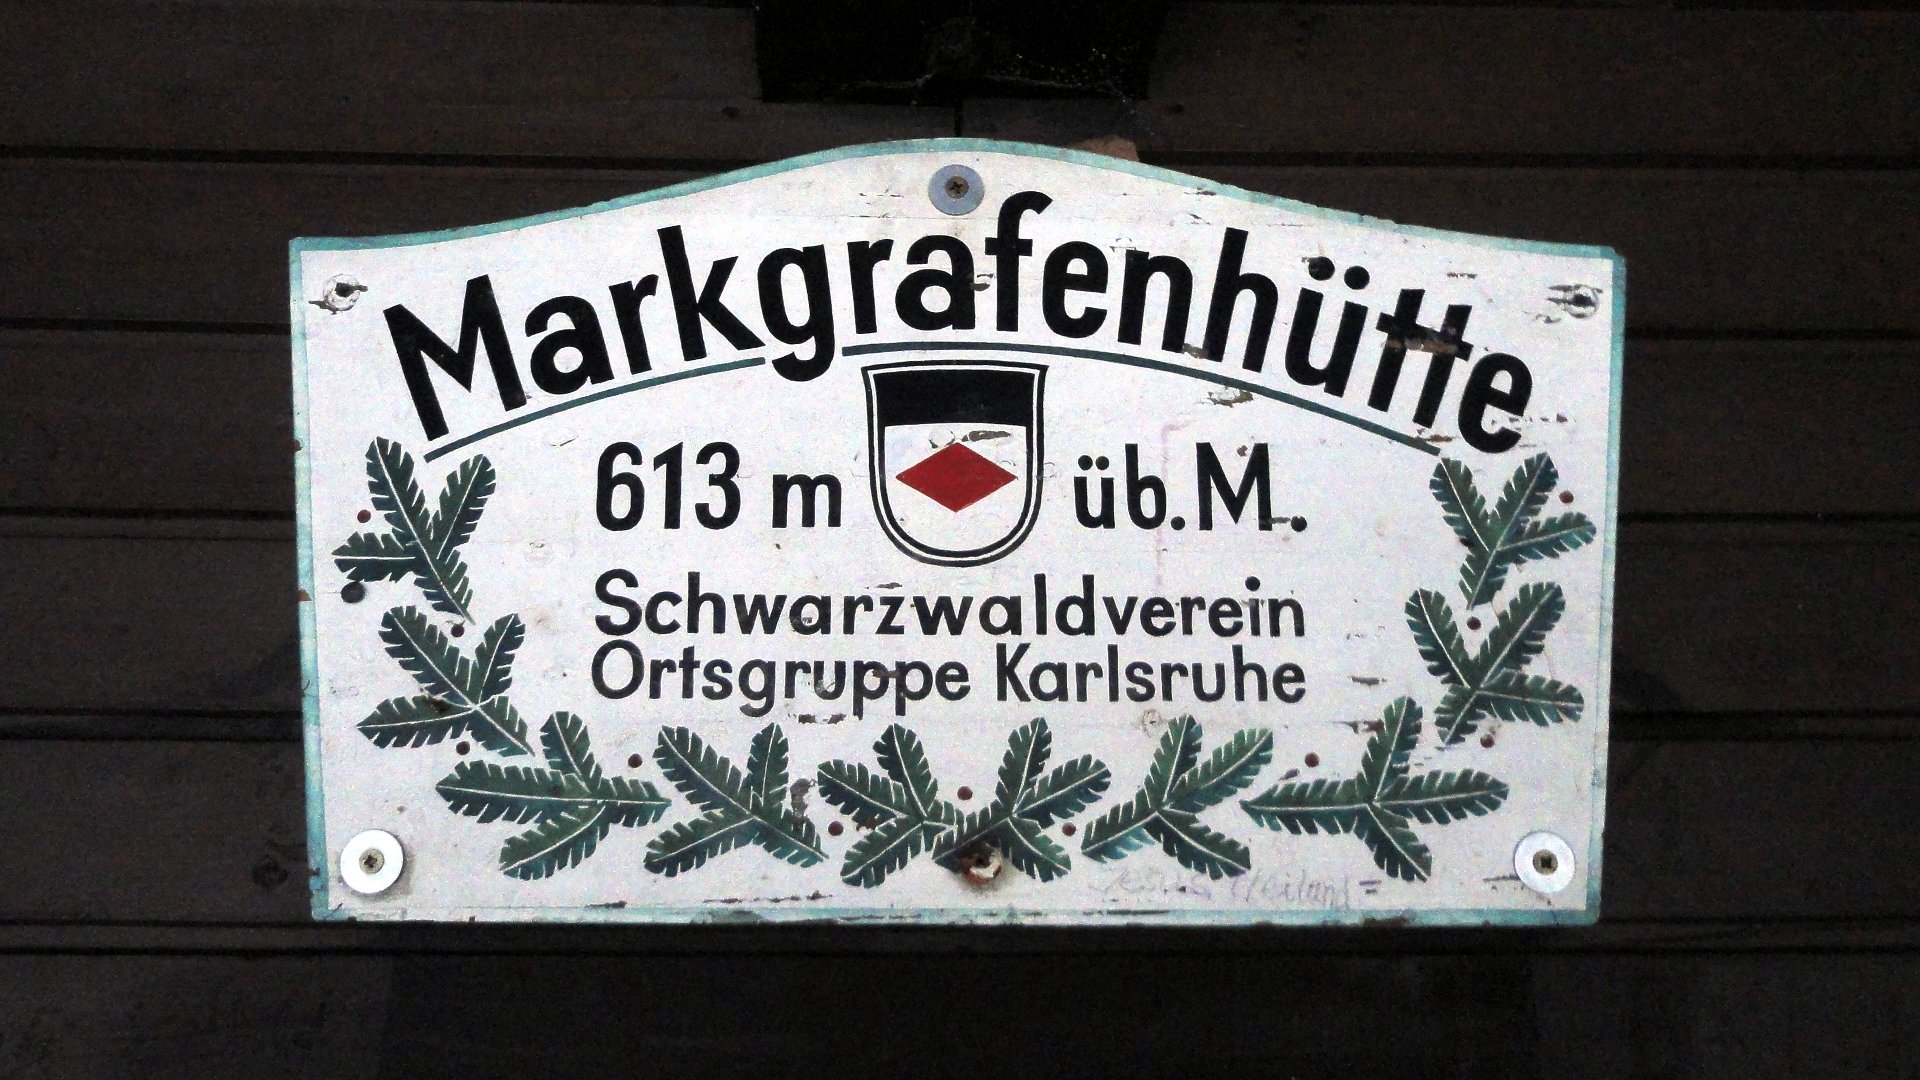 Markgrafenhütte
613 m üb.M.
Schwarzwaldverein
Ortsgruppe Karlsruhe